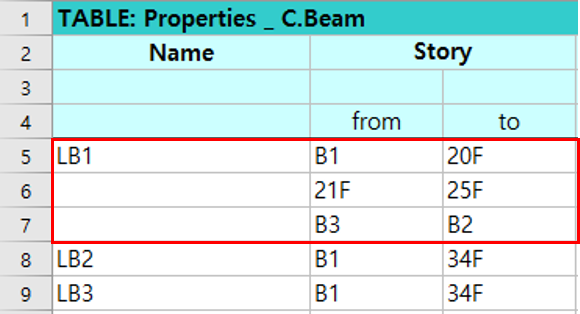 1 TABLE: Properties _ C.Beam
2 Name Story
3
4 from to
5 LB1 B1 20F
6 21F 25F
7 B3 B2
8 LB2 B1 34F
9 LB3 B1 34F